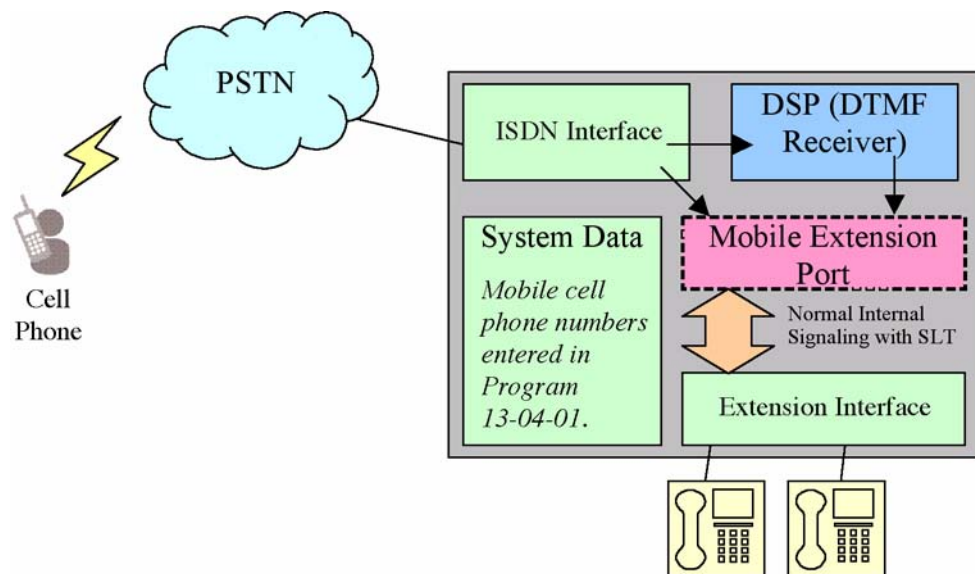 PSTN
Cell
Phone
ISDN Interface
DSP (DTMF
Receiver)
System Data
Mobile cell
phone numbers
entered in
Program
13-04-01.
Mobile Extension
Port
Normal Internal
Signaling with SLT
Extension Interface